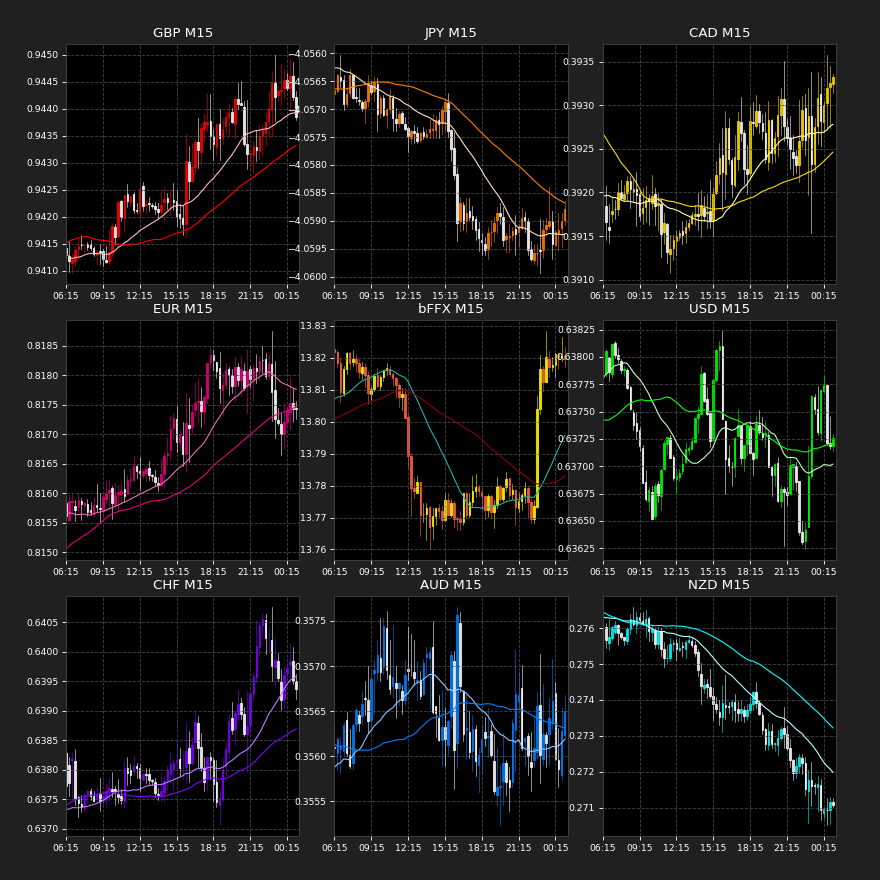 GBP M15 JPY M15 CAD M15
0.9450 0.9445 0.9440 0.9435 0.9430 0.9425 0.9420 0.9415 0.9410
06:15 09:15 12:15 15:15 18:15 21:15 00:15
4.0560 4.0565 4.0570 4.0575 4.0580 4.0585 4.0590 4.0595 4.0600
06:15 09:15 12:15 15:15 18:15 21:15 00:15
0.3935 0.3930 0.3925 0.3920 0.3915 0.3910
06:15 09:15 12:15 15:15 18:15 21:15 00:15
EUR M15 bFFX M15 USD M15
0.8185 0.8180 0.8175 0.8170 0.8165 0.8160 0.8155 0.8150
06:15 09:15 12:15 15:15 18:15 21:15 00:15
13.83 13.82 13.81 13.80 13.79 13.78 13.77 13.76
06:15 09:15 12:15 15:15 18:15 21:15 00:15
0.63825 0.63800 0.63775 0.63750 0.63725 0.63700 0.63675 0.63650 0.63625
06:15 09:15 12:15 15:15 18:15 21:15 00:15
CHF M15 AUD M15 NZD M15
0.6405 0.6400 0.6395 0.6390 0.6385 0.6380 0.6375 0.6370
06:15 09:15 12:15 15:15 18:15 21:15 00:15
0.3575 0.3570 0.3565 0.3560 0.3555
06:15 09:15 12:15 15:15 18:15 21:15 00:15
0.276 0.275 0.274 0.273 0.272 0.271
06:15 09:15 12:15 15:15 18:15 21:15 00:15